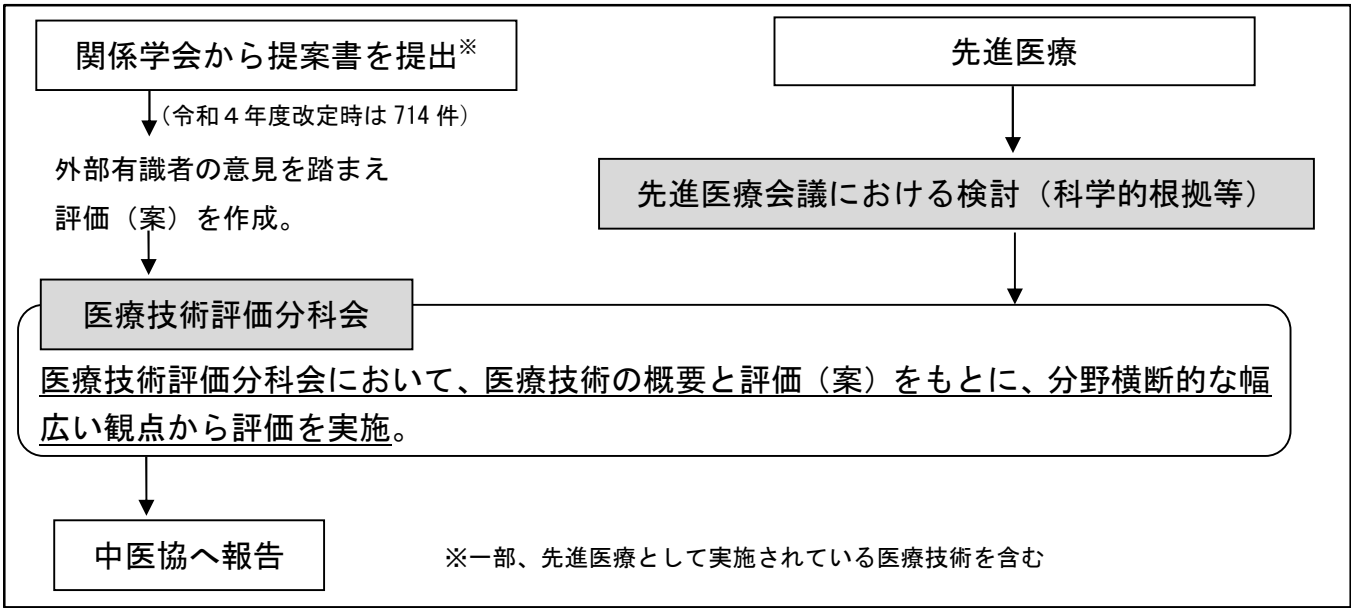 関係学会から提案書を提出※
(令和4年度改定時は 714 件)
外部有識者の意見を踏まえ
評価(案)を作成。
先進医療
先進医療会議における検討(科学的根拠等)
医療技術評価分科会
医療技術評価分科会において、医療技術の概要と評価(案)をもとに、分野横断的な幅
広い観点から評価を実施。
中医協へ報告
※一部、先進医療として実施されている医療技術を含む